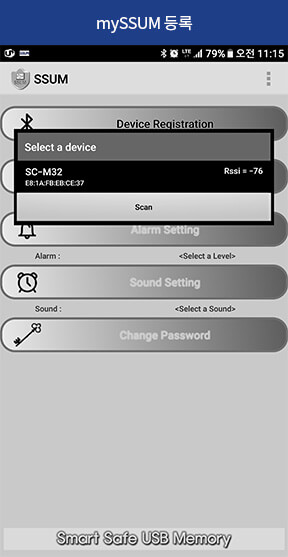 mySSUM 등록
LTE 79% 오전 11:15
SSUM
Device Registration
Select a device
SC-M32
Rssi = -76
E8:1A:FB:EB:CE:37
Scan
Alarm Setting
Alarm : <Select a Level>
Sound Setting
Sound : <Select a Sound>
Change Password
Smart Safe USB Memory